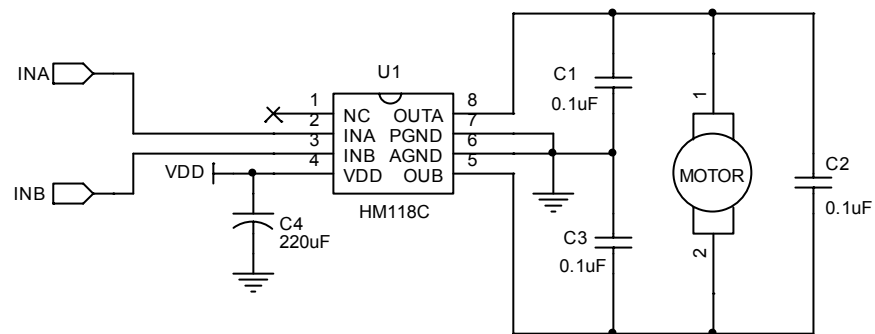 INA
INB
VDD
C4
220uF
U1
1
2
3
4
NC
INA
INB
VDD
OUTA
PGND
AGND
OUB
8
7
6
5
HM118C
C1
0.1uF
C3
0.1uF
1
MOTOR
2
C2
0.1uF